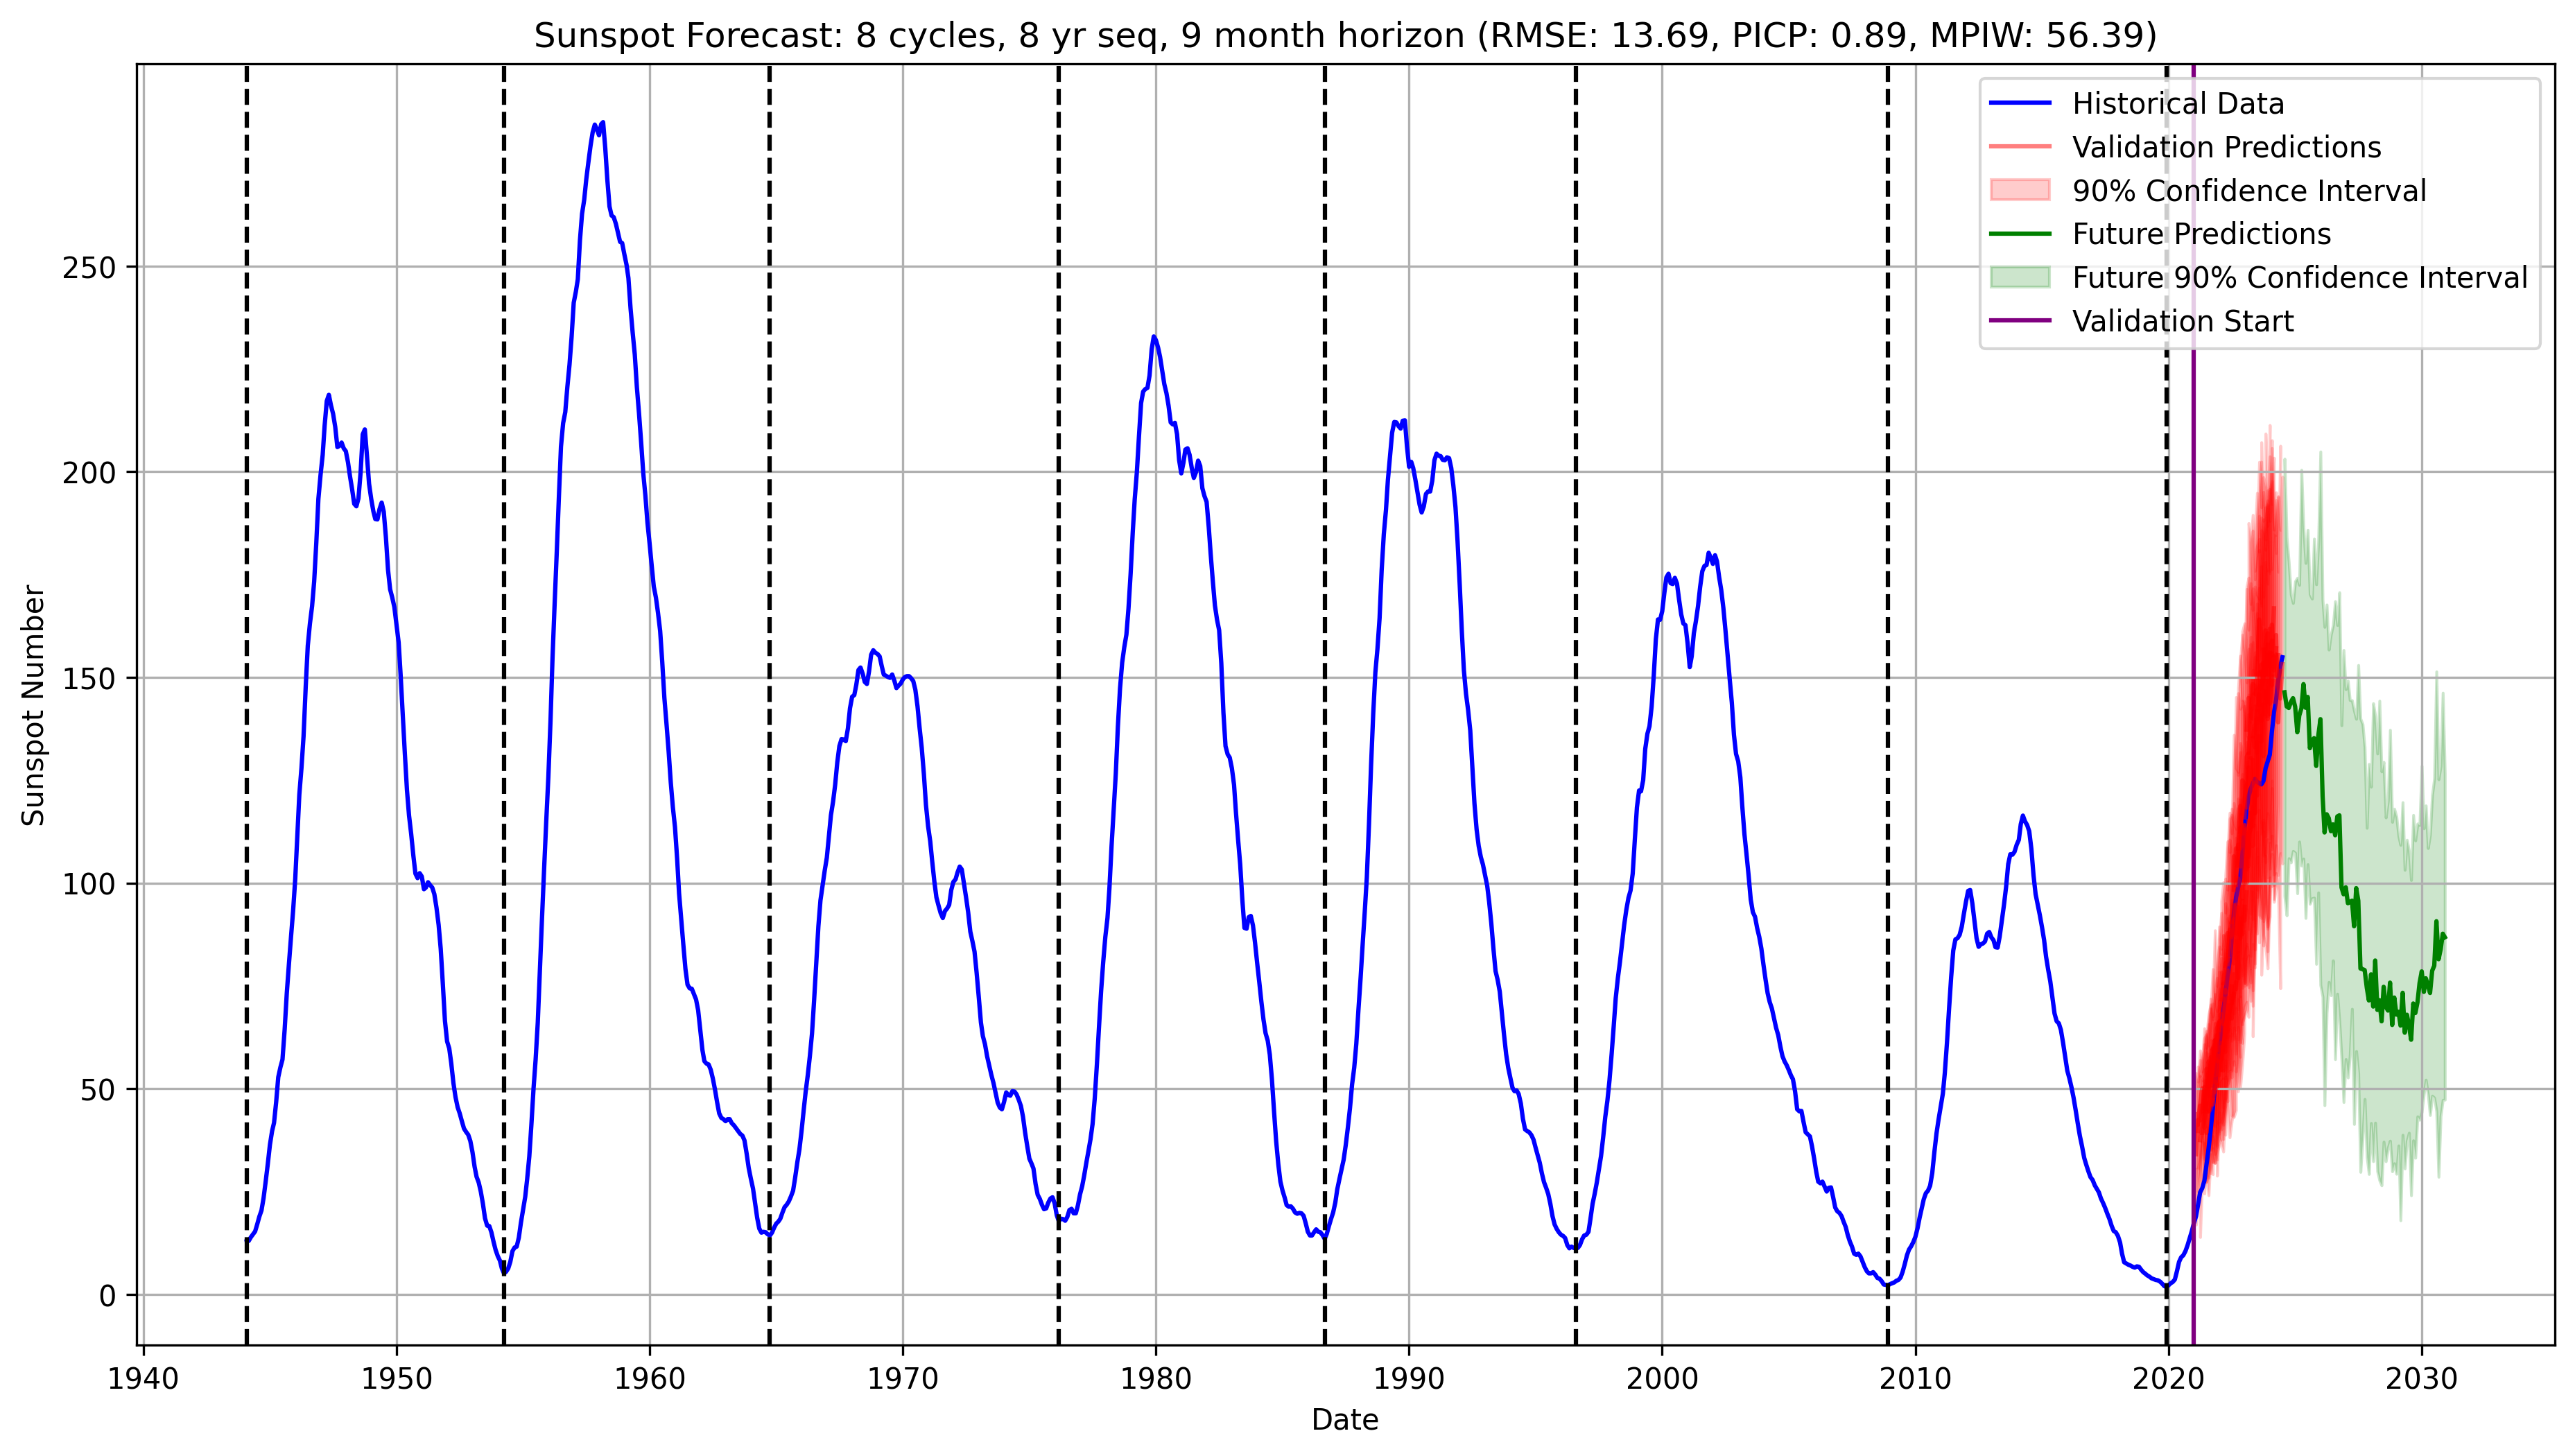 Sunspot Forecast: 8 cycles, 8 yr seq, 9 month horizon (RMSE: 13.69, PICP: 0.89, MPIW: 56.39)
Historical Data
Validation Predictions
90% Confidence Interval
Future Predictions
Future 90% Confidence Interval
Validation Start
Sunspot Number
250
200
150
100
50
0
1940 1950 1960 1970 1980 1990 2000 2010 2020 2030
Date